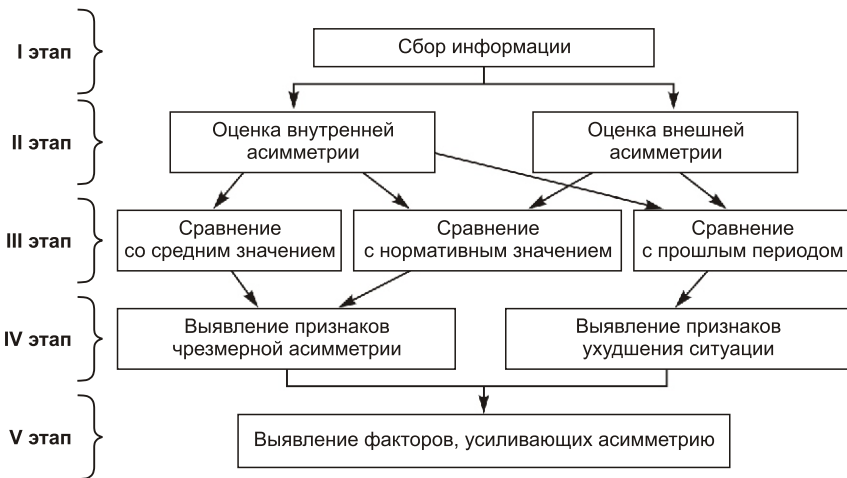 I этап
Сбор информации
II этап
Оценка внутренней
асимметрии
Оценка внешней
асимметрии
III этап
Сравнение
со средним значением
Сравнение
с нормативным значением
Сравнение
с прошлым периодом
IV этап
Выявление признаков
чрезмерной асимметрии
Выявление признаков
ухудшения ситуации
V этап
Выявление факторов, усиливающих асимметрию